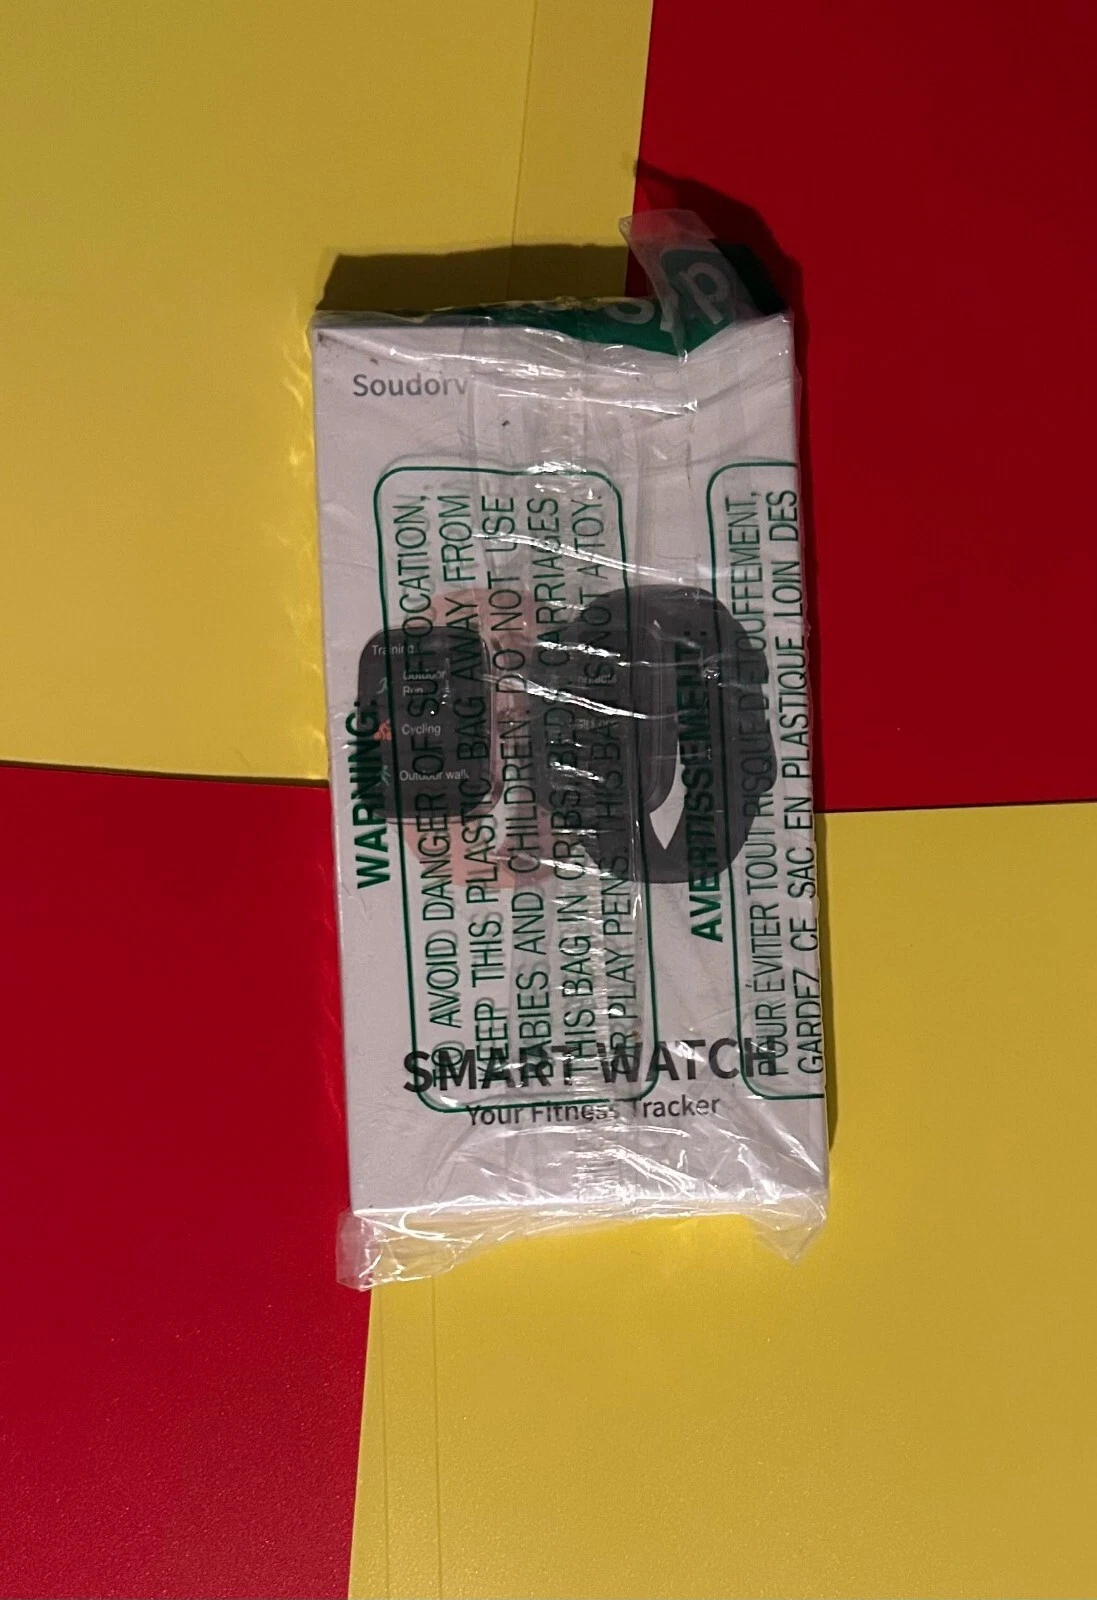 Soudorv
Training
Outdoor
Run
Cycling
Outdoor walk
WARNING:
TO AVOID DANGER OF SUFFOCATION,
KEEP THIS PLASTIC BAG AWAY FROM
BABIES AND CHILDREN. DO NOT USE
THIS BAG IN CRIBS, BEDS, CARRIAGES
OR PLAY PENS. THIS BAG IS NOT A TOY.
AVERTISSEMENT:
POUR ÉVITER TOUT RISQUE D'ÉTOUFFEMENT,
GARDEZ CE SAC EN PLASTIQUE LOIN DES
SMART WATCH
Your Fitness Tracker